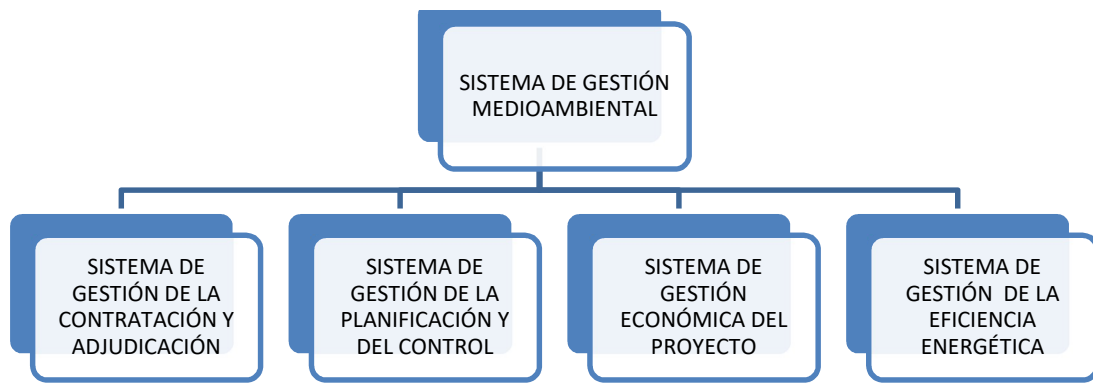 SISTEMA DE GESTIÓN
MEDIOAMBIENTAL
SISTEMA DE
GESTIÓN DE LA
CONTRATACIÓN Y
ADJUDICACIÓN
SISTEMA DE
GESTIÓN DE LA
PLANIFICACIÓN Y
DEL CONTROL
SISTEMA DE
GESTIÓN
ECONÓMICA DEL
PROYECTO
SISTEMA DE
GESTIÓN DE LA
EFICIENCIA
ENERGÉTICA